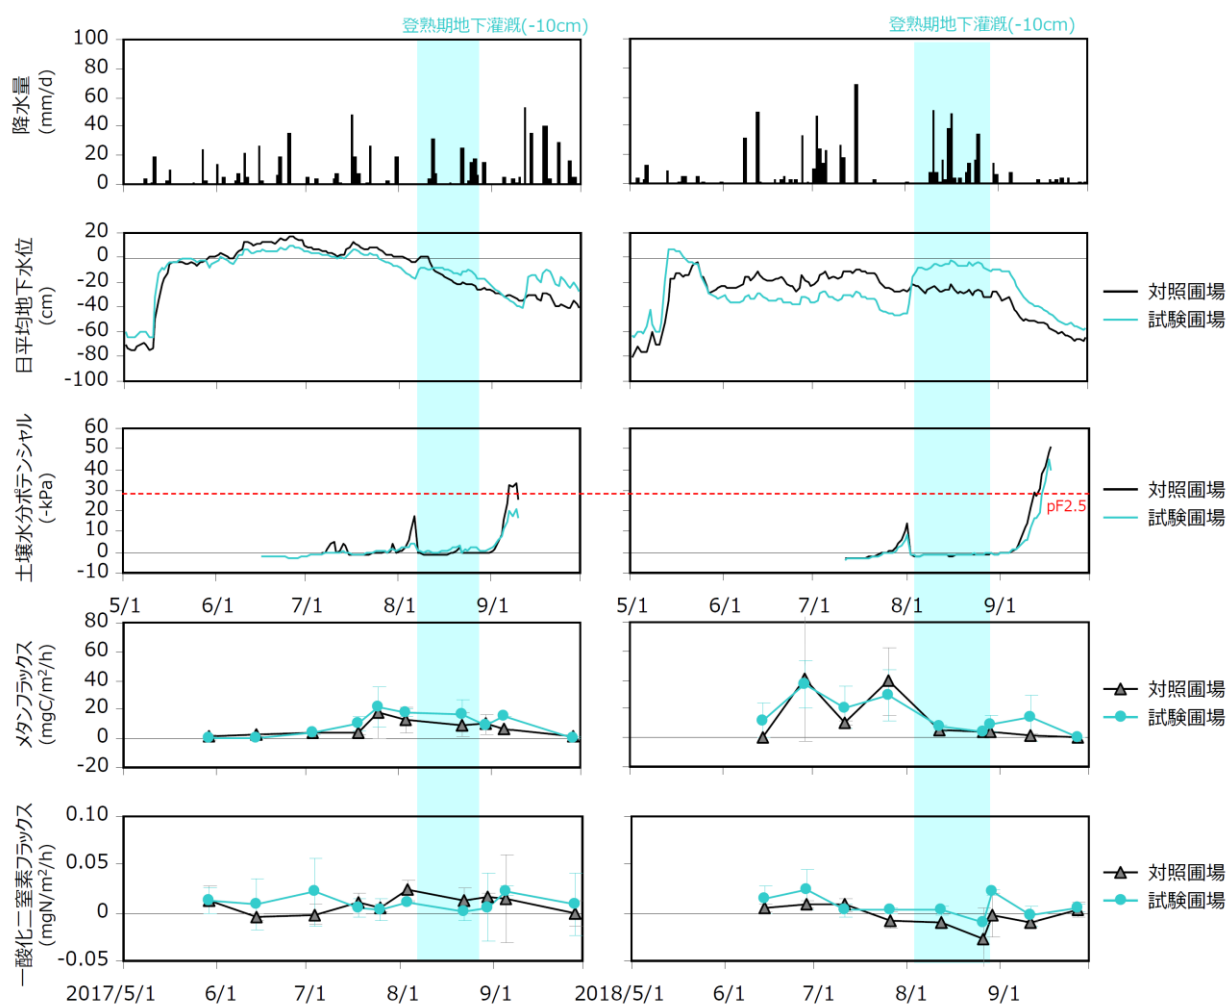 登熟期地下灌漑(-10cm)
登熟期地下灌漑(-10cm)
降水量
(mm/d)
100
80
60
40
20
0
日平均地下水位
(cm)
20
0
-20
-40
-60
-80
-100
対照圃場
試験圃場
土壌水分ポテンシャル
(-kPa)
60
50
40
30
20
10
0
-10
pF2.5
対照圃場
試験圃場
5/1 6/1 7/1 8/1 9/1 5/1 6/1 7/1 8/1 9/1
メタンフラックス
(mgC/m²/h)
80
60
40
20
0
-20
対照圃場
試験圃場
一酸化二窒素フラックス
(mgN/m²/h)
0.10
0.05
0
-0.05
対照圃場
試験圃場
2017/5/1 6/1 7/1 8/1 9/1 2018/5/1 6/1 7/1 8/1 9/1